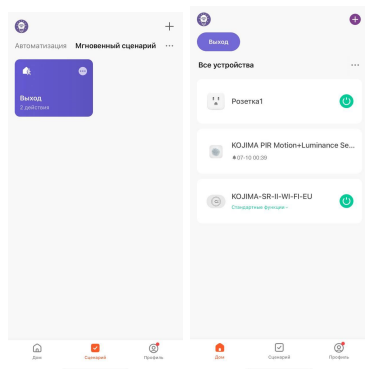 Автоматизация Мгновенный сценарий
Выход
2 действия
Дом Сценарий Профиль
Выход
Все устройства
Розетка1
KOJIMA PIR Motion+Luminance Se...
07-10 00:39
KOJIMA-SR-II-WI-FI-EU
Стандартные функции
Дом Сценарий Профиль